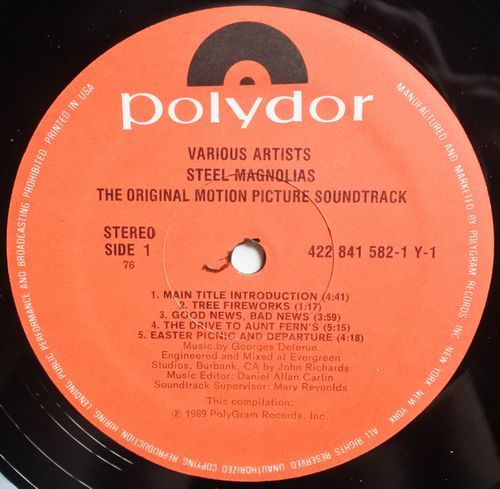 polydor
VARIOUS ARTISTS
STEEL MAGNOLIAS
THE ORIGINAL MOTION PICTURE SOUNDTRACK
STEREO
SIDE 1
76
422 841 582-1 Y-1
1. MAIN TITLE INTRODUCTION (4:41)
2. TREE FIREWORKS (1:17)
3. GOOD NEWS, BAD NEWS (3:59)
4. THE DRIVE TO AUNT FERN'S (5:15)
5. EASTER PICNIC AND DEPARTURE (4:18)
Music by Georges Delerue
Engineered and Mixed at Evergreen
Studios, Burbank, CA by John Richards
Music Editor: Daniel Allan Carlin
Soundtrack Supervisor: Mary Reynolds
This compilation:
℗ 1989 PolyGram Records, Inc.
MANUFACTURED AND MARKETED BY POLYGRAM RECORDS INC. NEW YORK, NEW YORK. ALL RIGHTS RESERVED UNAUTHORIZED COPYING REPRODUCTION HIRING LENDING PUBLIC PERFORMANCE AND BROADCASTING PROHIBITED. PRINTED IN USA